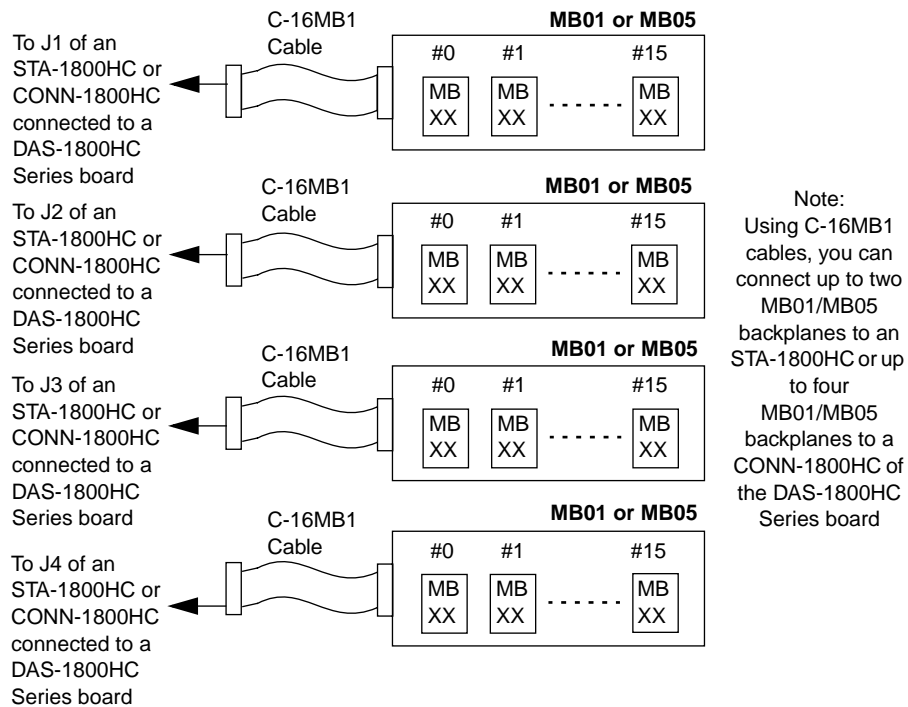 To J1 of an
STA-1800HC or
CONN-1800HC
connected to a
DAS-1800HC
Series board
C-16MB1
Cable
MB01 or MB05
#0 #1 #15
MB MB MB
XX XX XX
To J2 of an
STA-1800HC or
CONN-1800HC
connected to a
DAS-1800HC
Series board
C-16MB1
Cable
MB01 or MB05
#0 #1 #15
MB MB MB
XX XX XX
To J3 of an
STA-1800HC or
CONN-1800HC
connected to a
DAS-1800HC
Series board
C-16MB1
Cable
MB01 or MB05
#0 #1 #15
MB MB MB
XX XX XX
To J4 of an
STA-1800HC or
CONN-1800HC
connected to a
DAS-1800HC
Series board
C-16MB1
Cable
MB01 or MB05
#0 #1 #15
MB MB MB
XX XX XX
Note:
Using C-16MB1
cables, you can
connect up to two
MB01/MB05
backplanes to an
STA-1800HC or up
to four
MB01/MB05
backplanes to a
CONN-1800HC of
the DAS-1800HC
Series board